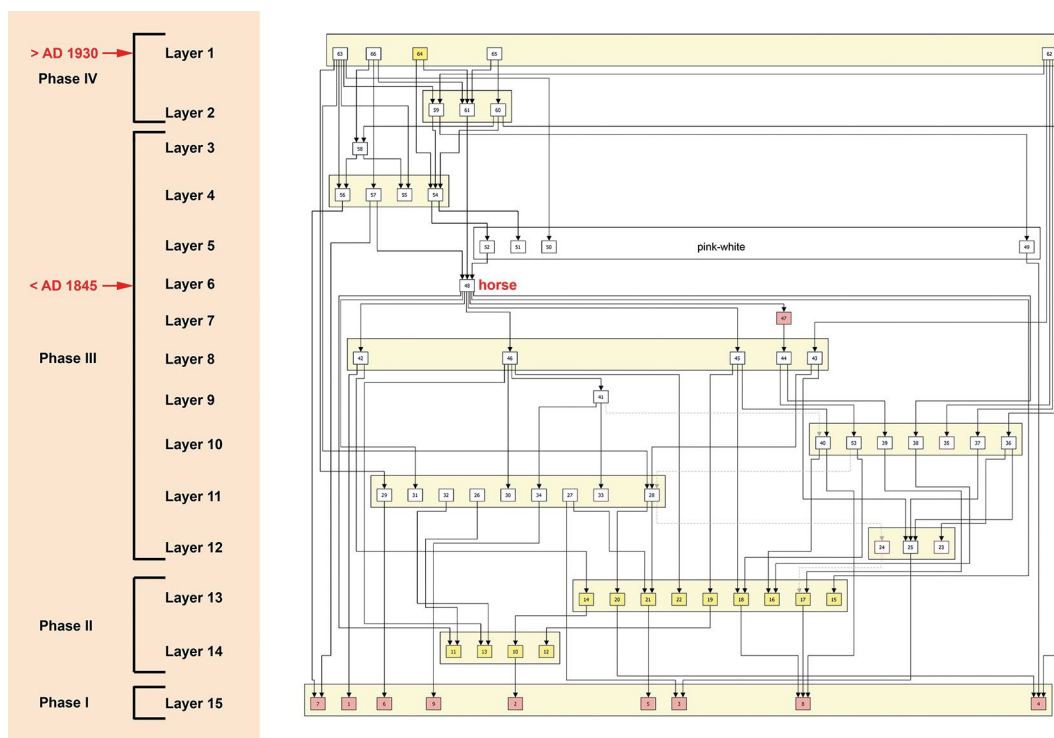 > AD 1930
Layer 1
Phase IV
Layer 2
Layer 3
Layer 4
Layer 5
< AD 1845
Layer 6
Layer 7
Phase III
Layer 8
Layer 9
Layer 10
Layer 11
Layer 12
Layer 13
Phase II
Layer 14
Phase I
Layer 15
63 66 64 65 62
59 61 60
58
56 57 55 54
52 51 50 pink-white 49
48 horse
47
42 46 45 44 43
41
40 53 39 38 35 37 36
29 31 32 26 30 34 27 33 28
24 25 23
14 20 21 22 19 18 16 17 15
11 13 10 12
7 1 6 9 2 5 3 8 4